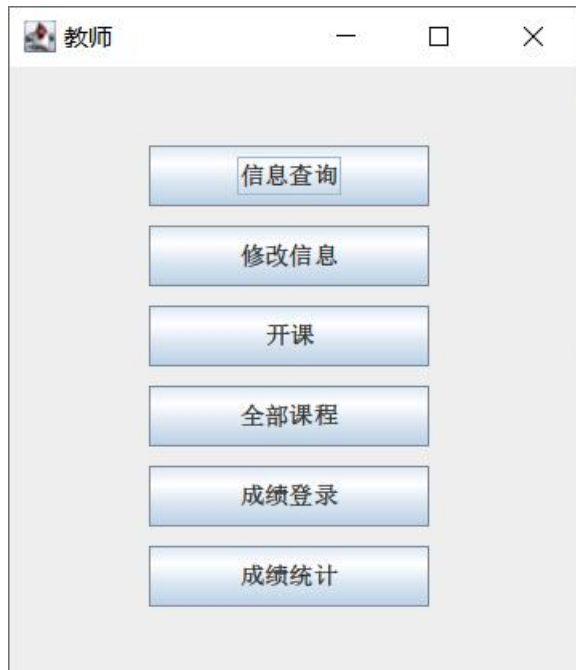 教师
信息查询
修改信息
开课
全部课程
成绩登录
成绩统计